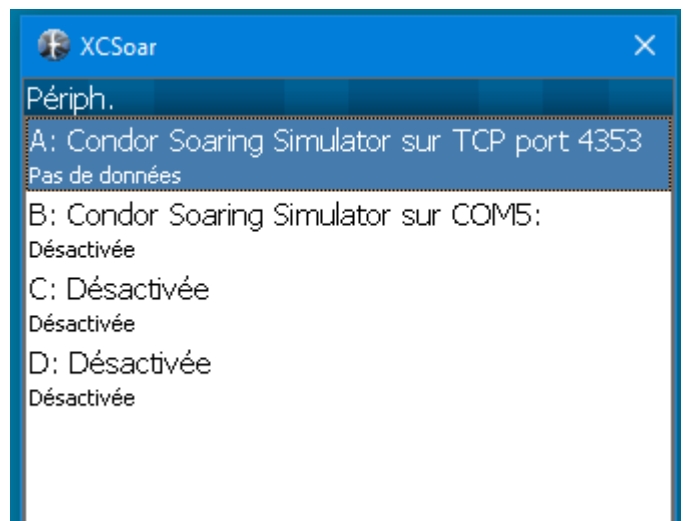 XCSoar
Périph.
A: Condor Soaring Simulator sur TCP port 4353
Pas de données
B: Condor Soaring Simulator sur COM5:
Désactivée
C: Désactivée
Désactivée
D: Désactivée
Désactivée